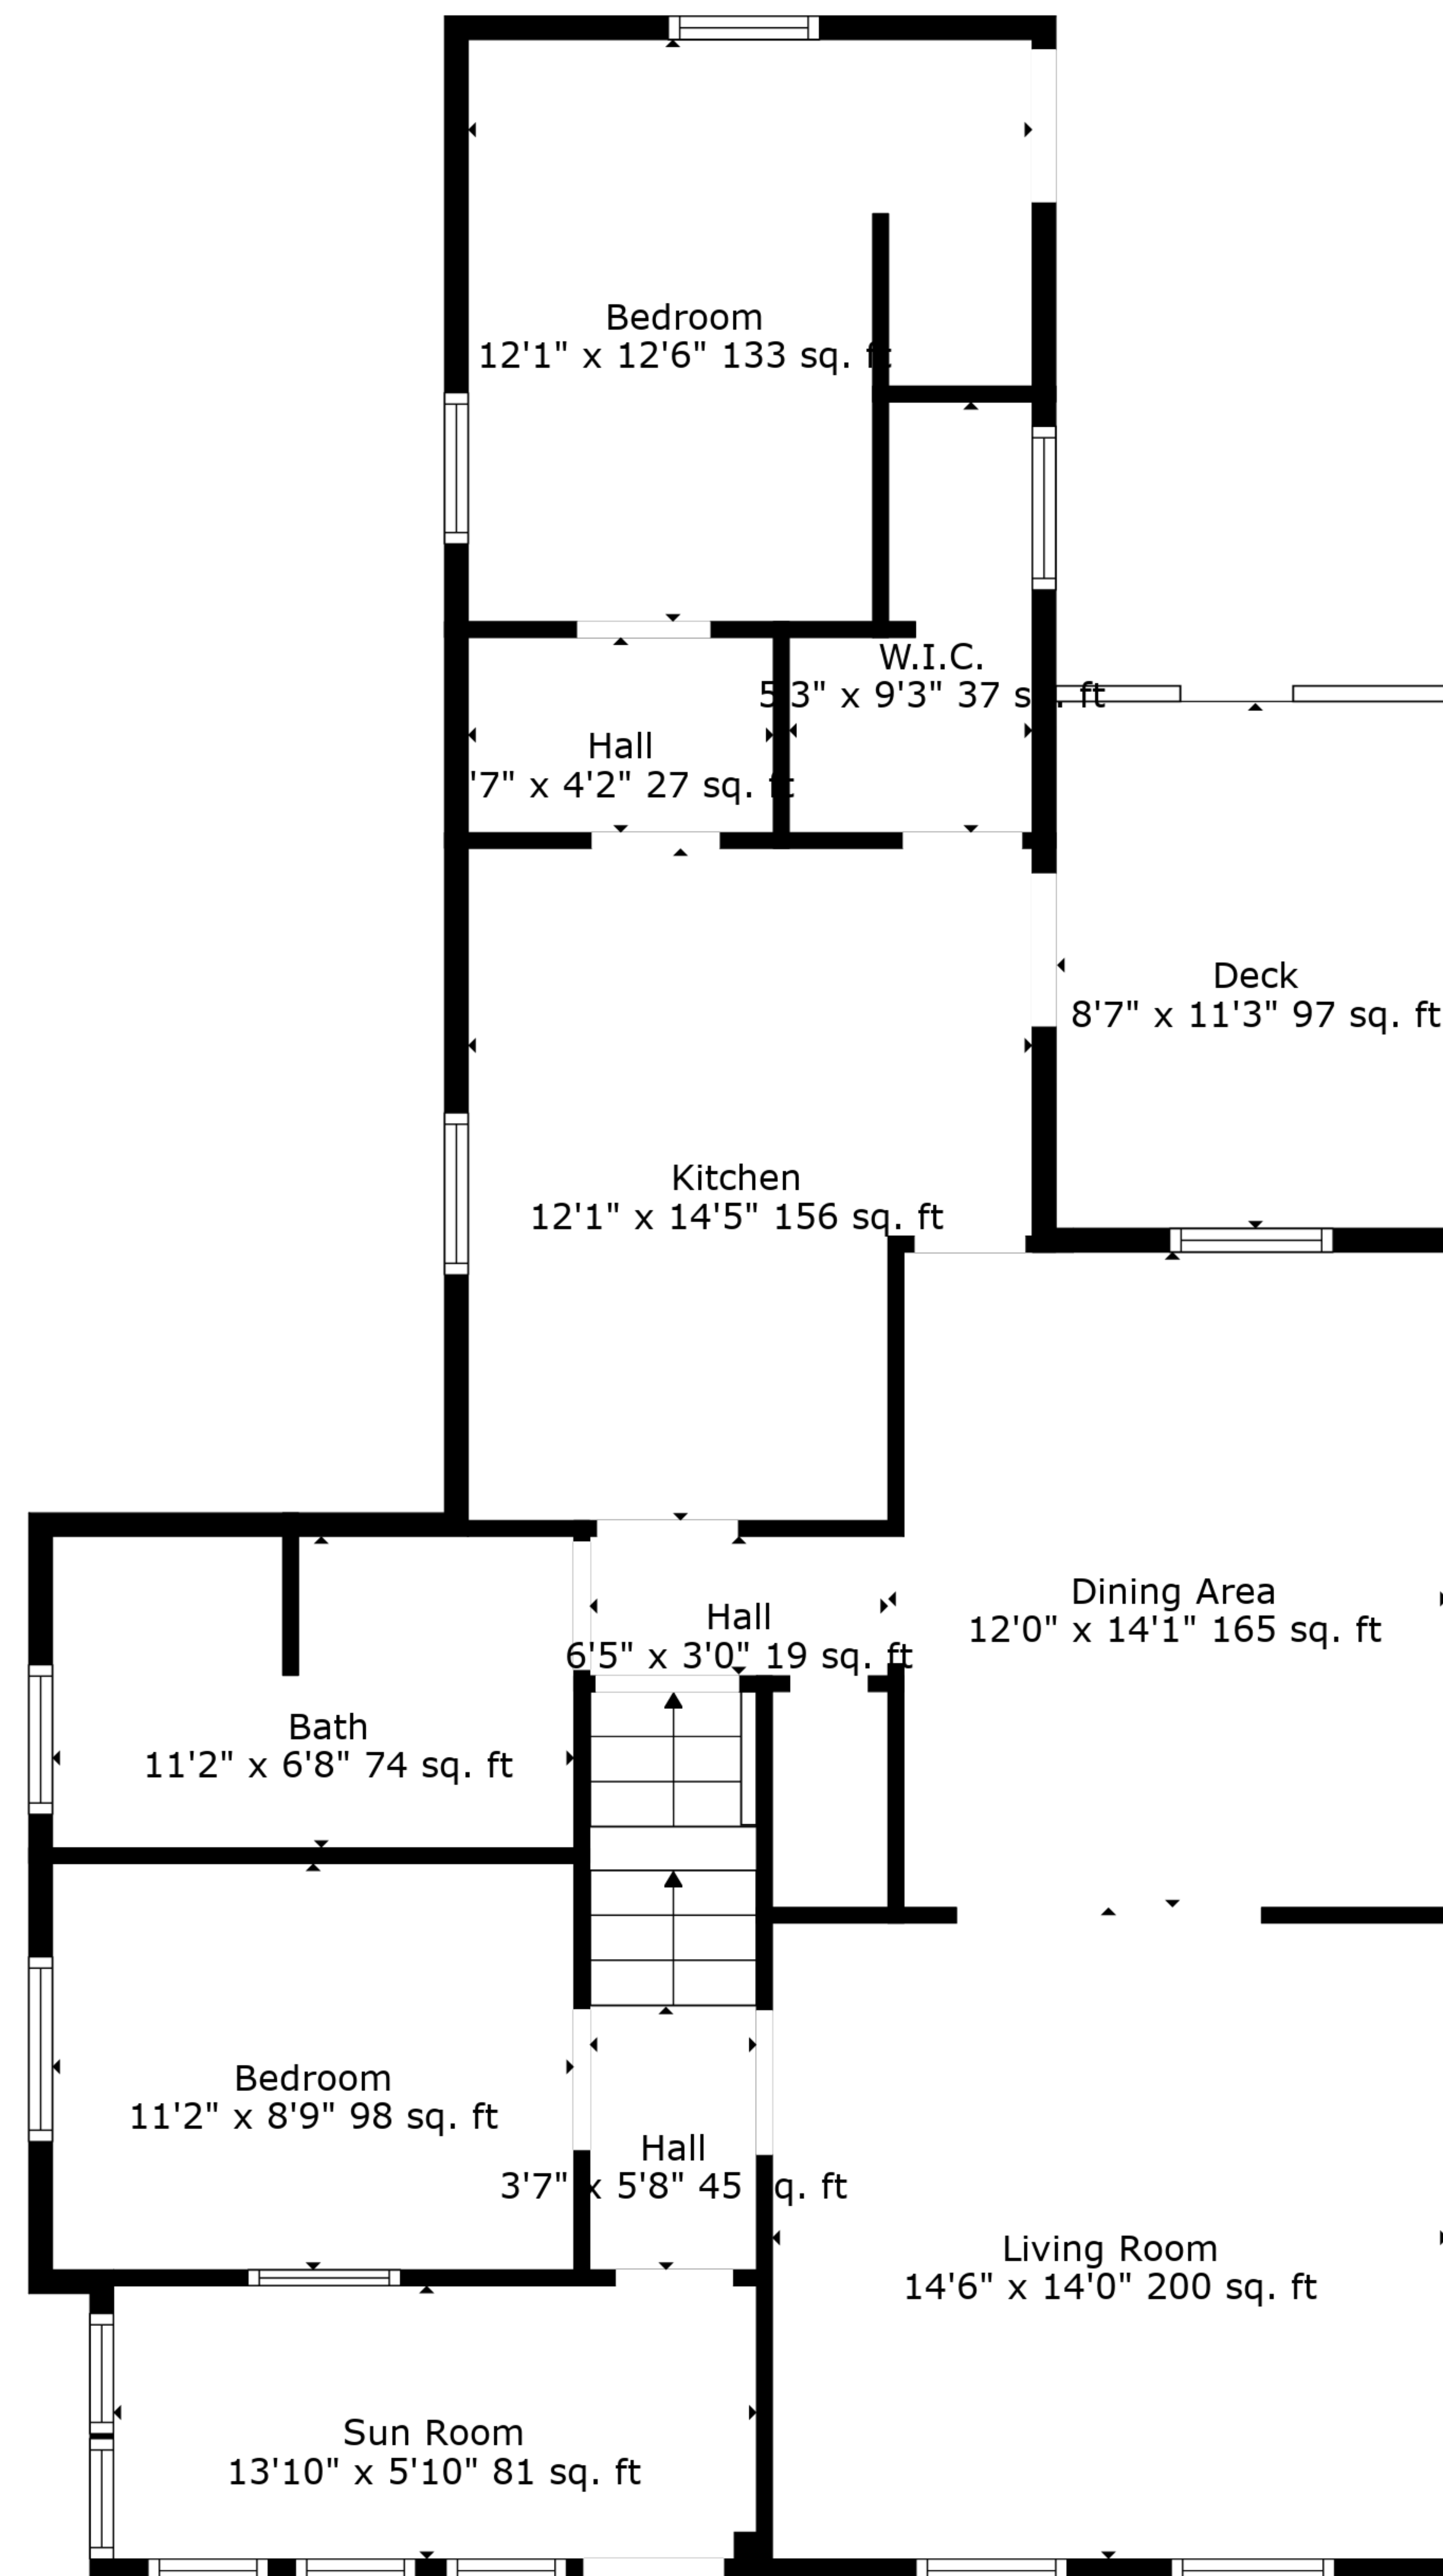 Bedroom
12'1" x 12'6" 133 sq. ft
W.I.C.
5'3" x 9'3" 37 sq. ft
Hall
'7" x 4'2" 27 sq. ft
Deck
8'7" x 11'3" 97 sq. ft
Kitchen
12'1" x 14'5" 156 sq. ft
Dining Area
12'0" x 14'1" 165 sq. ft
Hall
6'5" x 3'0" 19 sq. ft
Bath
11'2" x 6'8" 74 sq. ft
Bedroom
11'2" x 8'9" 98 sq. ft
Hall
3'7" x 5'8" 45 sq. ft
Living Room
14'6" x 14'0" 200 sq. ft
Sun Room
13'10" x 5'10" 81 sq. ft